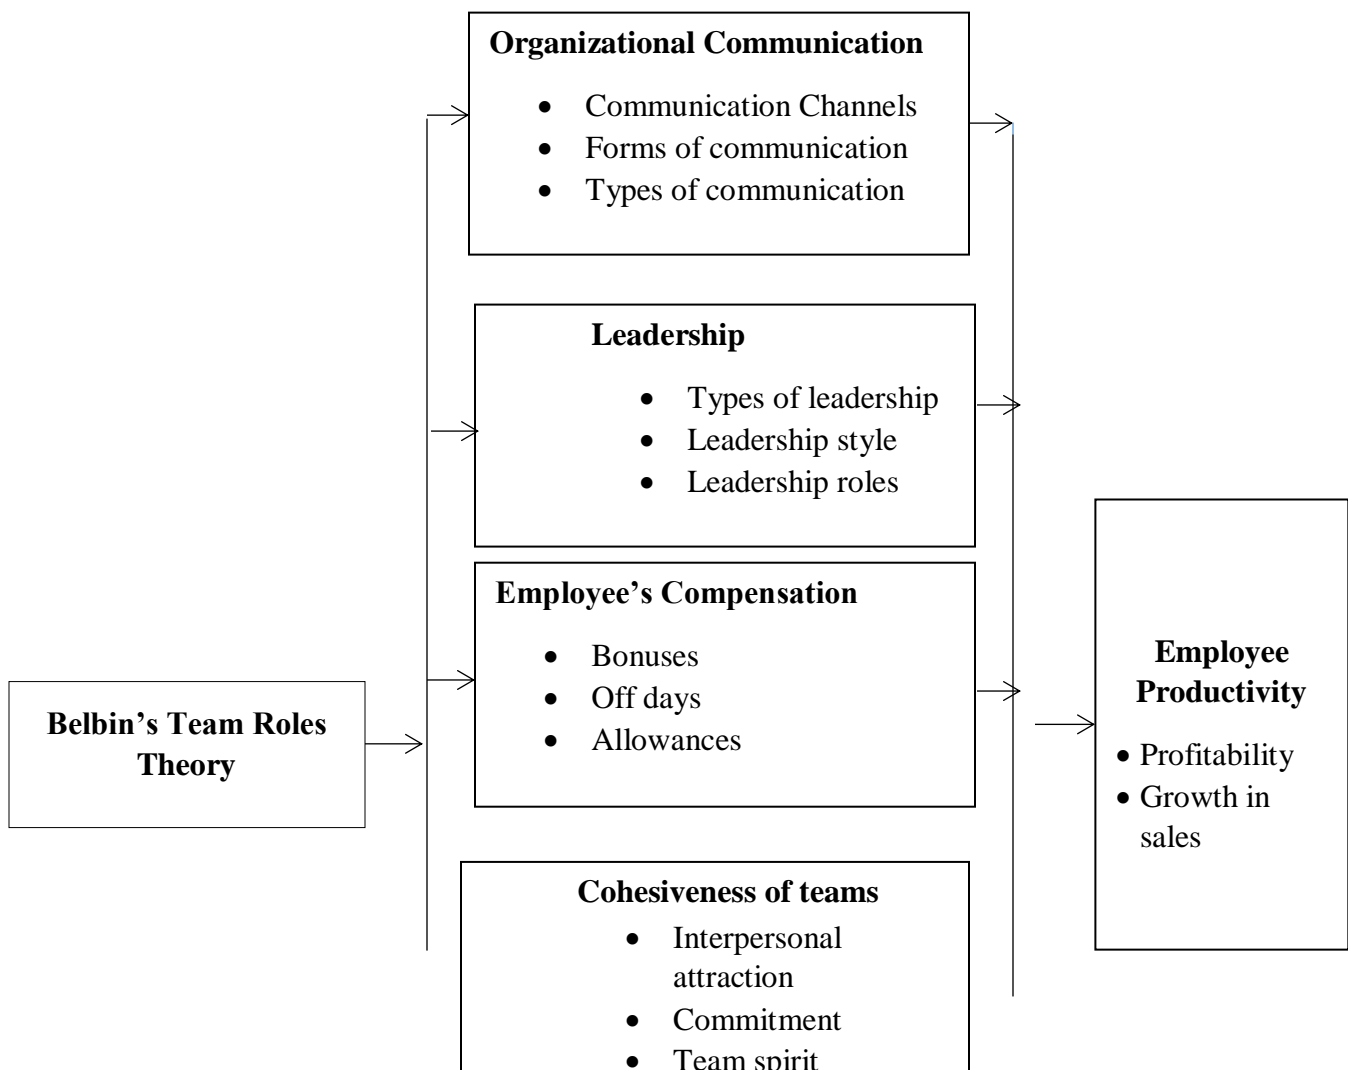 Organizational Communication
• Communication Channels
• Forms of communication
• Types of communication
Leadership
• Types of leadership
• Leadership style
• Leadership roles
Employee’s Compensation
• Bonuses
• Off days
• Allowances
Belbin’s Team Roles
Theory
Cohesiveness of teams
• Interpersonal
attraction
• Commitment
• Team spirit
Employee
Productivity
• Profitability
• Growth in
sales